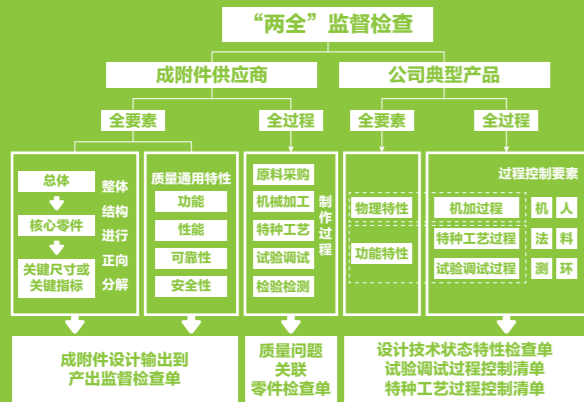 “两全”监督检查
成附件供应商
公司典型产品
全要素
全过程
全要素
全过程
总体
核心零件
关键尺寸或
关键指标
整体
结构
进行
正向
分解
质量通用特性
功能
性能
可靠性
安全性
原料采购
机械加工
特种工艺
试验调试
检验检测
制作过程
物理特性
功能特性
过程控制要素
机加过程
特种工艺过程
试验调试过程
机 人
法 料
测 环
成附件设计输出到
产出监督检查单
质量问题
关联
零件检查单
设计技术状态特性检查单
试验调试过程控制清单
特种工艺过程控制清单